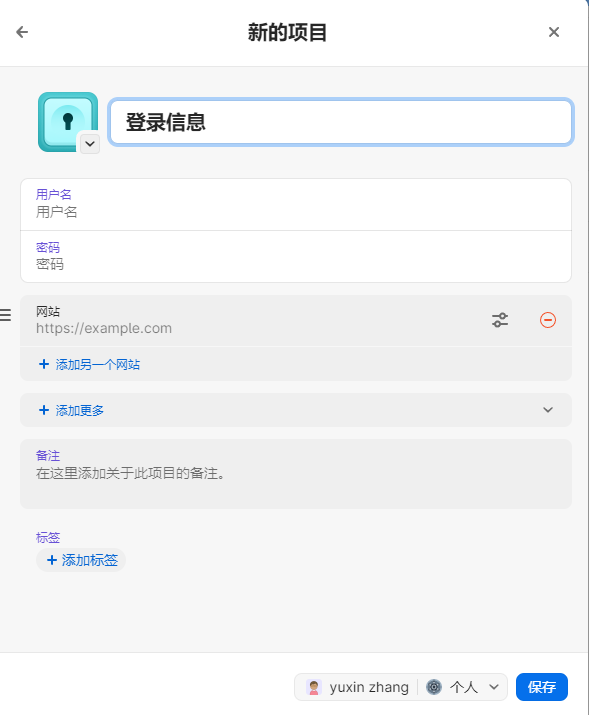 新的项目
登录信息
用户名
用户名
密码
密码
网站
https://example.com
添加另一个网站
添加更多
备注
在这里添加关于此项目的备注。
标签
添加标签
yuxin zhang 个人 保存